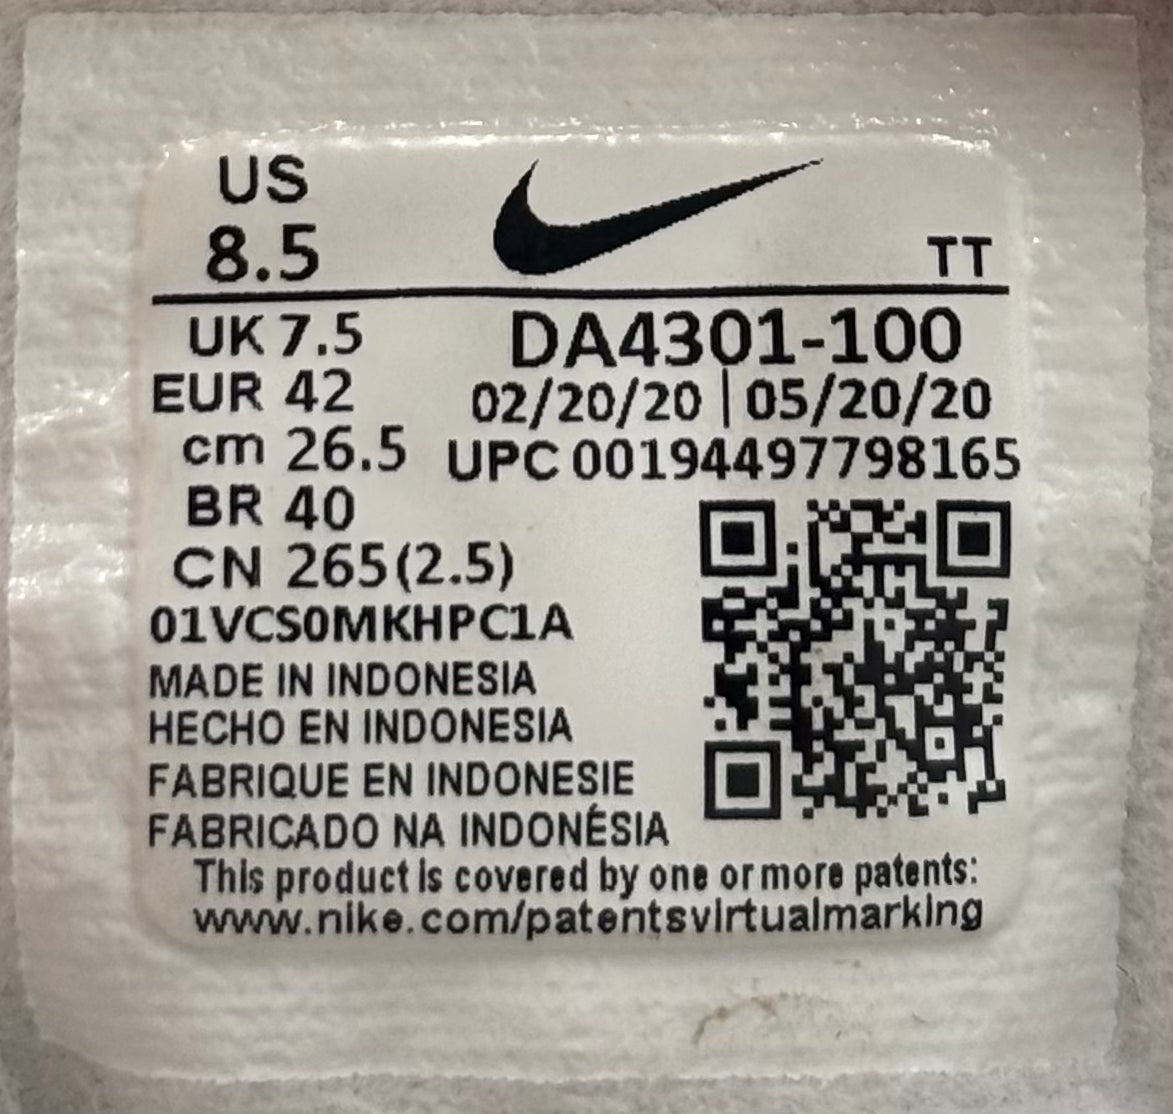 US
8.5
TT
UK 7.5
EUR 42
cm 26.5
BR 40
CN 265(2.5)
DA4301-100
02/20/20 | 05/20/20
UPC 00194497798165
01VCS0MKHPC1A
MADE IN INDONESIA
HECHO EN INDONESIA
FABRIQUE EN INDONESIE
FABRICADO NA INDONÉSIA
This product is covered by one or more patents:
www.nike.com/patentsvirtualmarking